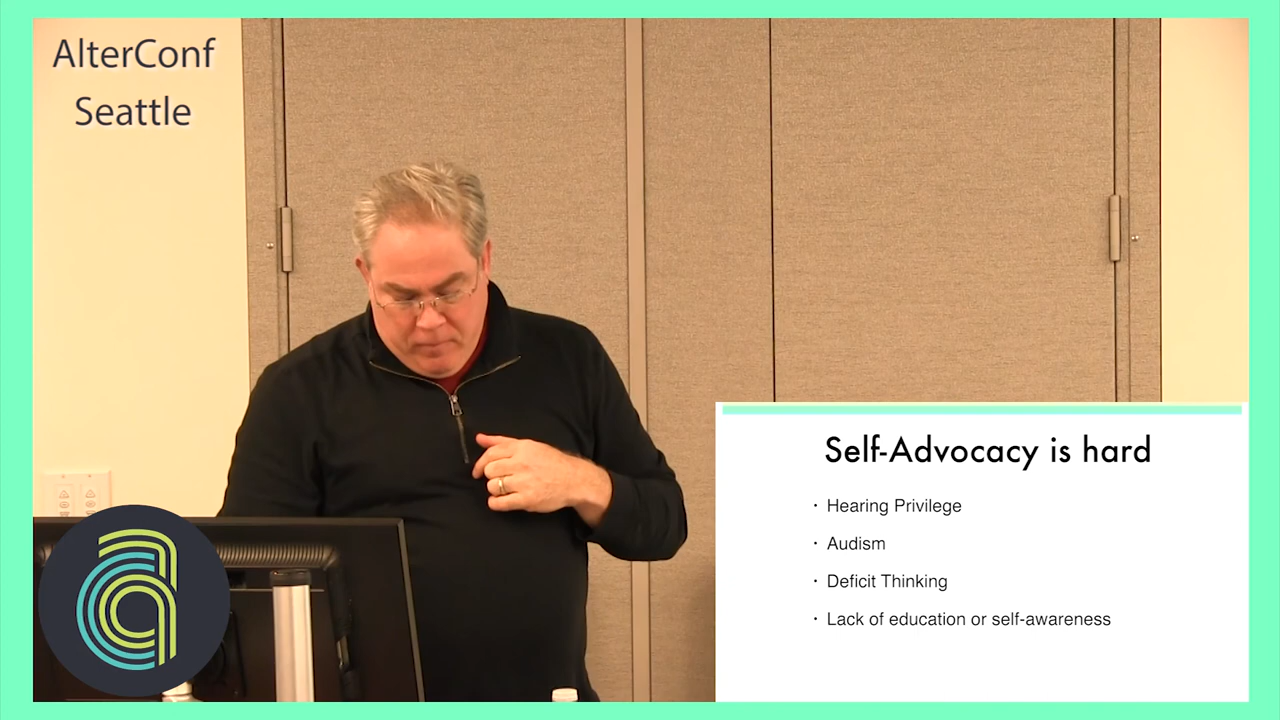 AlterConf
Seattle
Self-Advocacy is hard
· Hearing Privilege
· Audism
· Deficit Thinking
· Lack of education or self-awareness